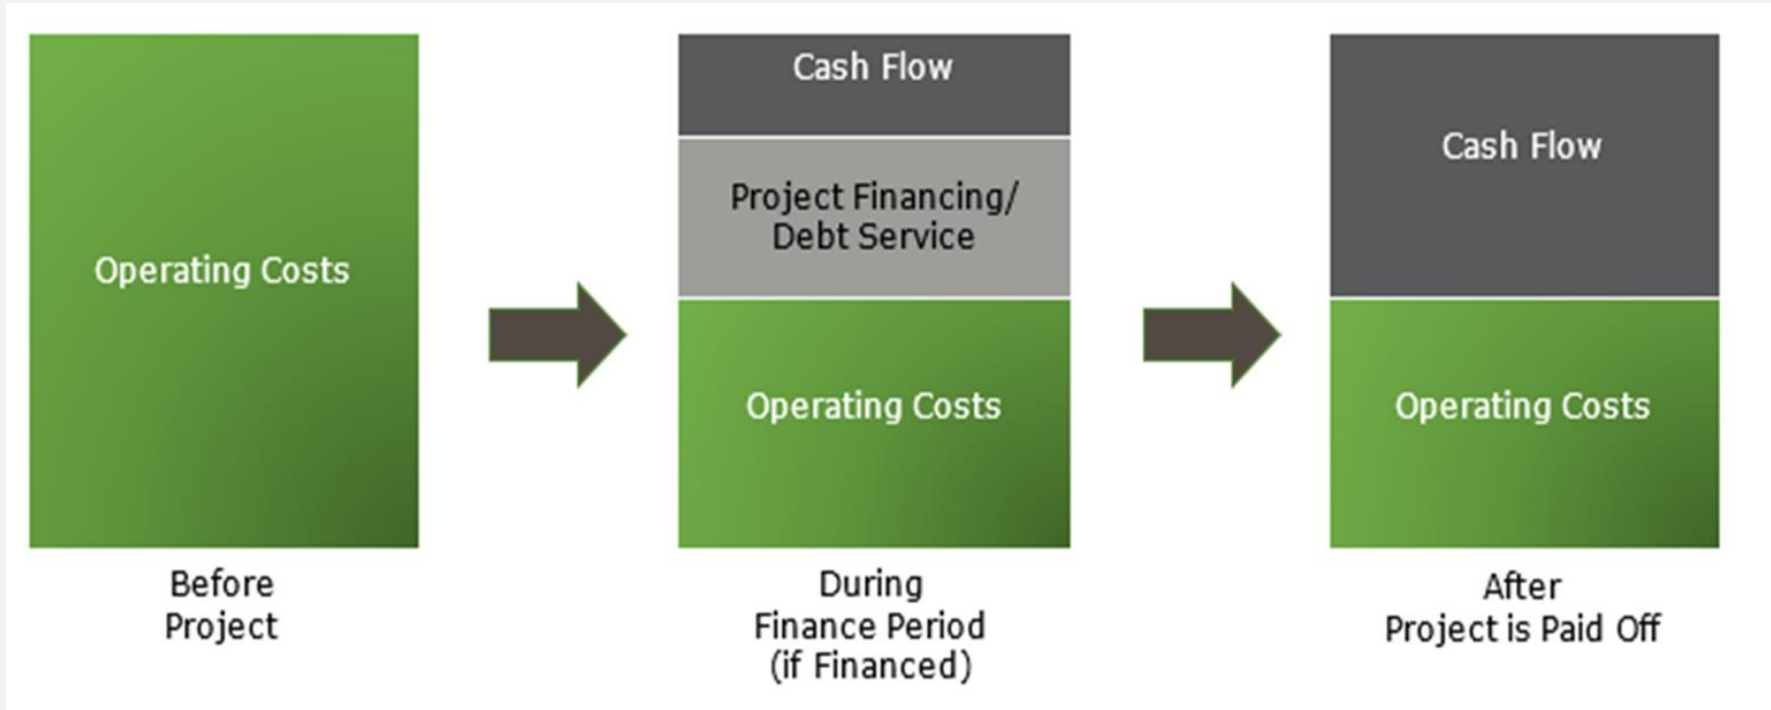 Operating Costs
Before
Project
Cash Flow
Project Financing/
Debt Service
Operating Costs
During
Finance Period
(if Financed)
Cash Flow
Operating Costs
After
Project is Paid Off